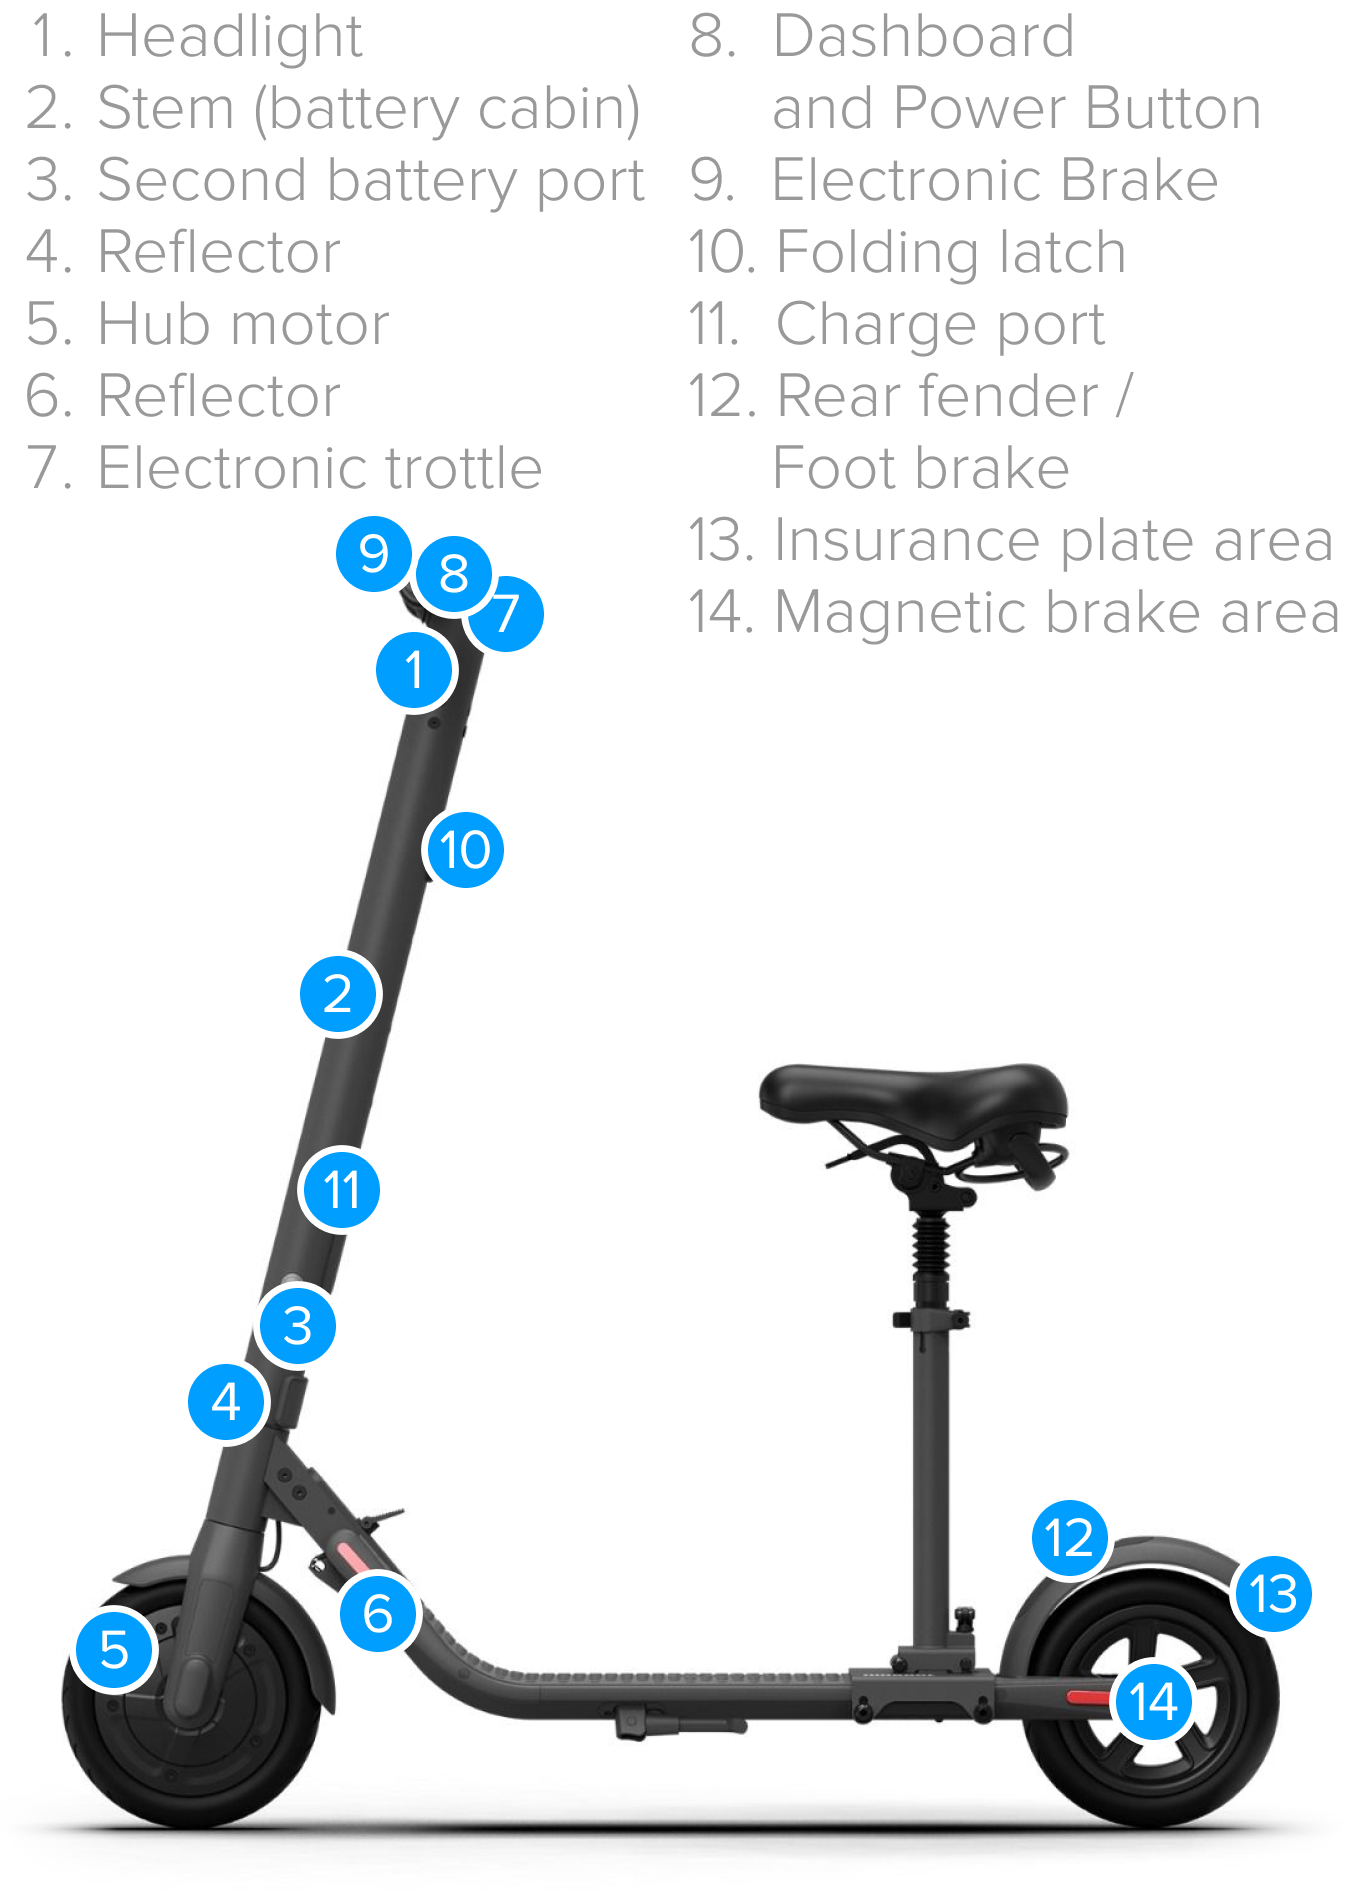 1. Headlight
2. Stem (battery cabin)
3. Second battery port
4. Reflector
5. Hub motor
6. Reflector
7. Electronic trottle
8. Dashboard
and Power Button
9. Electronic Brake
10. Folding latch
11. Charge port
12. Rear fender /
Foot brake
13. Insurance plate area
14. Magnetic brake area
9
8
7
1
10
2
11
3
4
12
13
6
5
14